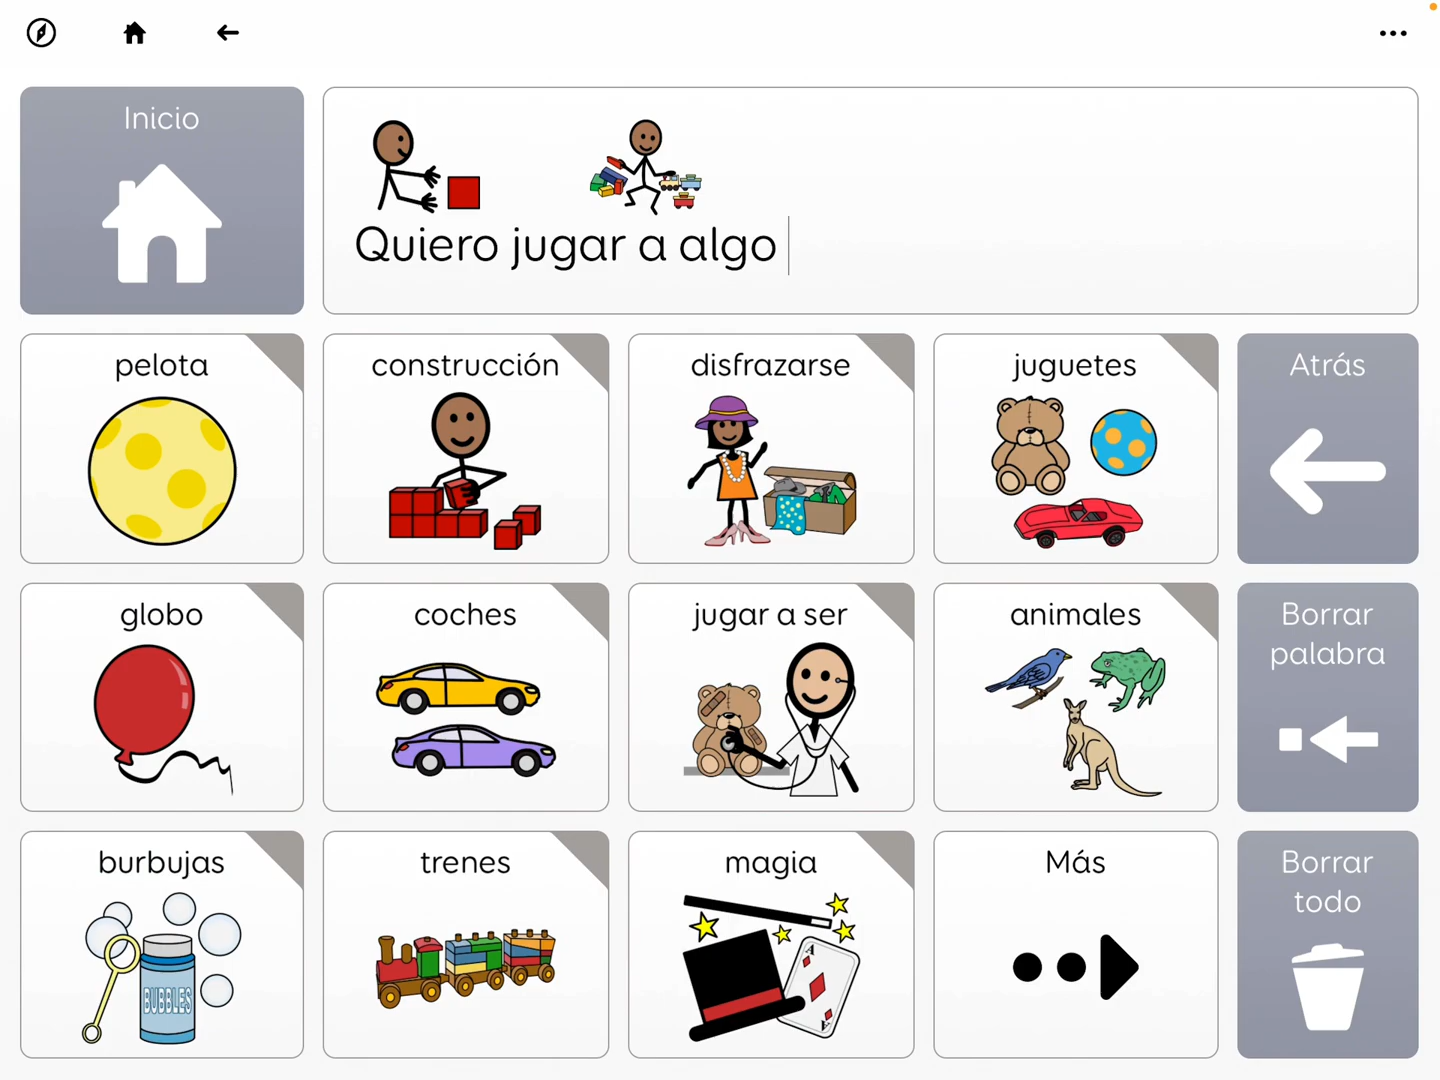 Inicio
Quiero jugar a algo
pelota
construcción
disfrazarse
juguetes
Atrás
globo
coches
jugar a ser
animales
Borrar
palabra
burbujas
BUBBLES
trenes
magia
A
A
Más
Borrar
todo